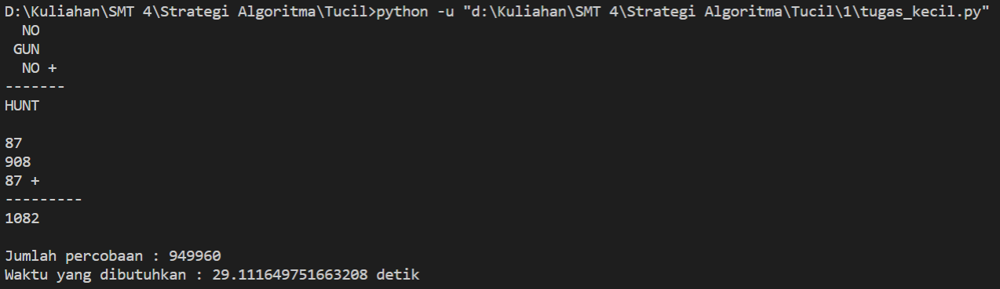 D:\Kuliahan\SMT 4\Strategi Algoritma\Tucil>python -u "d:\Kuliahan\SMT 4\Strategi Algoritma\Tucil\1\tugas_kecil.py"
  NO
 GUN
  NO +
-------
HUNT

87
908
87 +
---------
1082

Jumlah percobaan : 949960
Waktu yang dibutuhkan : 29.111649751663208 detik